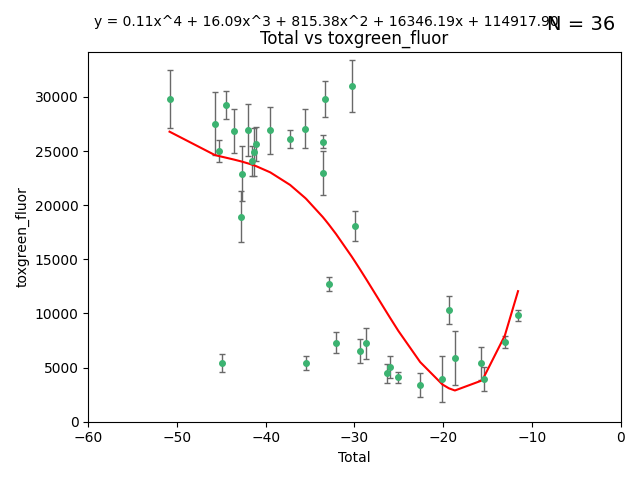 y = 0.11x^4 + 16.09x^3 + 815.38x^2 + 16346.19x + 114917.90
N = 36
Total vs toxgreen_fluor
toxgreen_fluor
30000
25000
20000
15000
10000
5000
0
−60
−50
−40
−30
−20
−10
0
Total